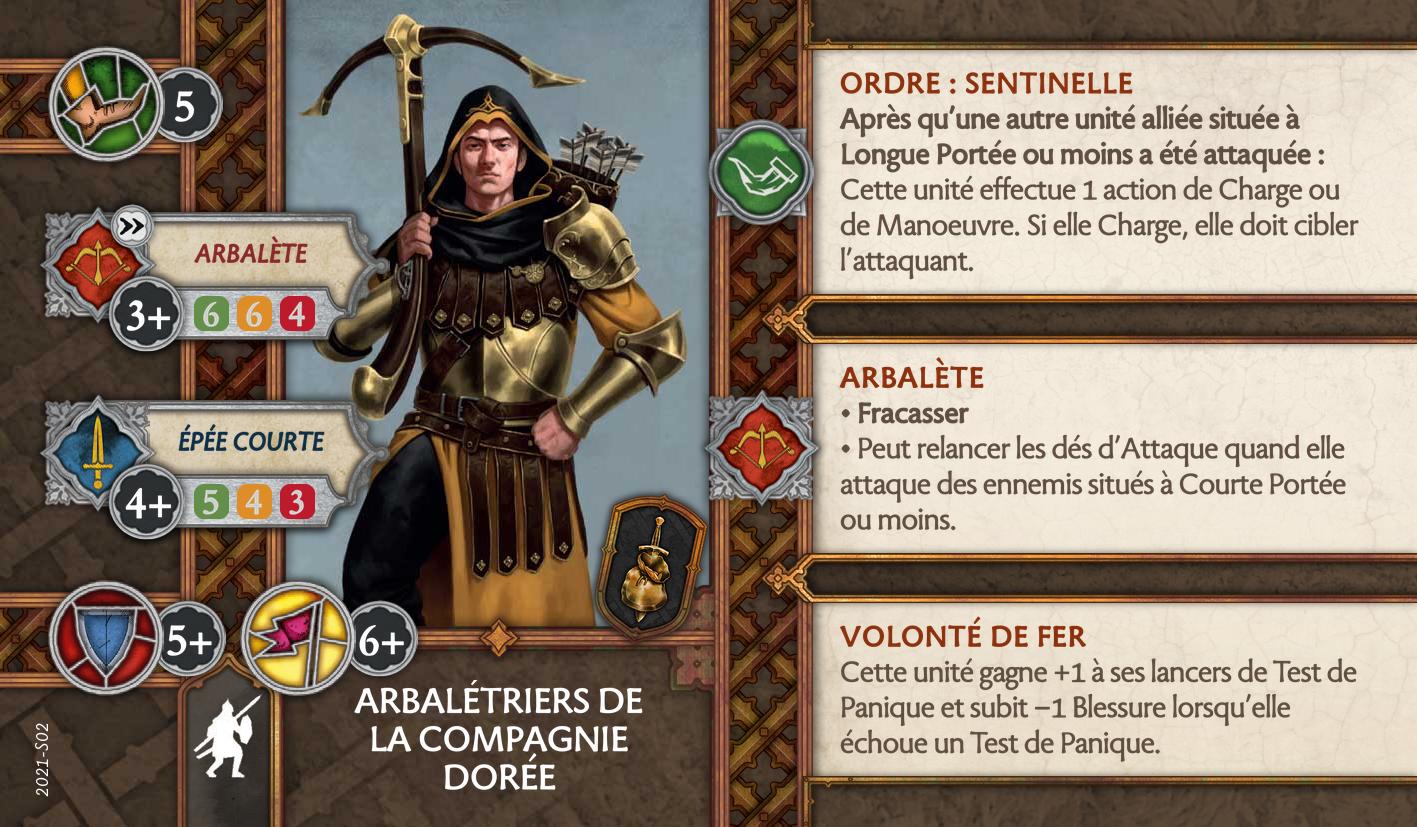 5
ARBALÈTE
3+
6 6 4
ÉPÉE COURTE
4+
5 4 3
5+
6+
ARBALÉTRIERS DE
LA COMPAGNIE
DORÉE
2021-S02
ORDRE : SENTINELLE
Après qu'une autre unité alliée située à
Longue Portée ou moins a été attaquée :
Cette unité effectue 1 action de Charge ou
de Manoeuvre. Si elle Charge, elle doit cibler
l'attaquant.
ARBALÈTE
• Fracasser
• Peut relancer les dés d'Attaque quand elle
attaque des ennemis situés à Courte Portée
ou moins.
VOLONTÉ DE FER
Cette unité gagne +1 à ses lancers de Test de
Panique et subit –1 Blessure lorsqu'elle
échoue un Test de Panique.